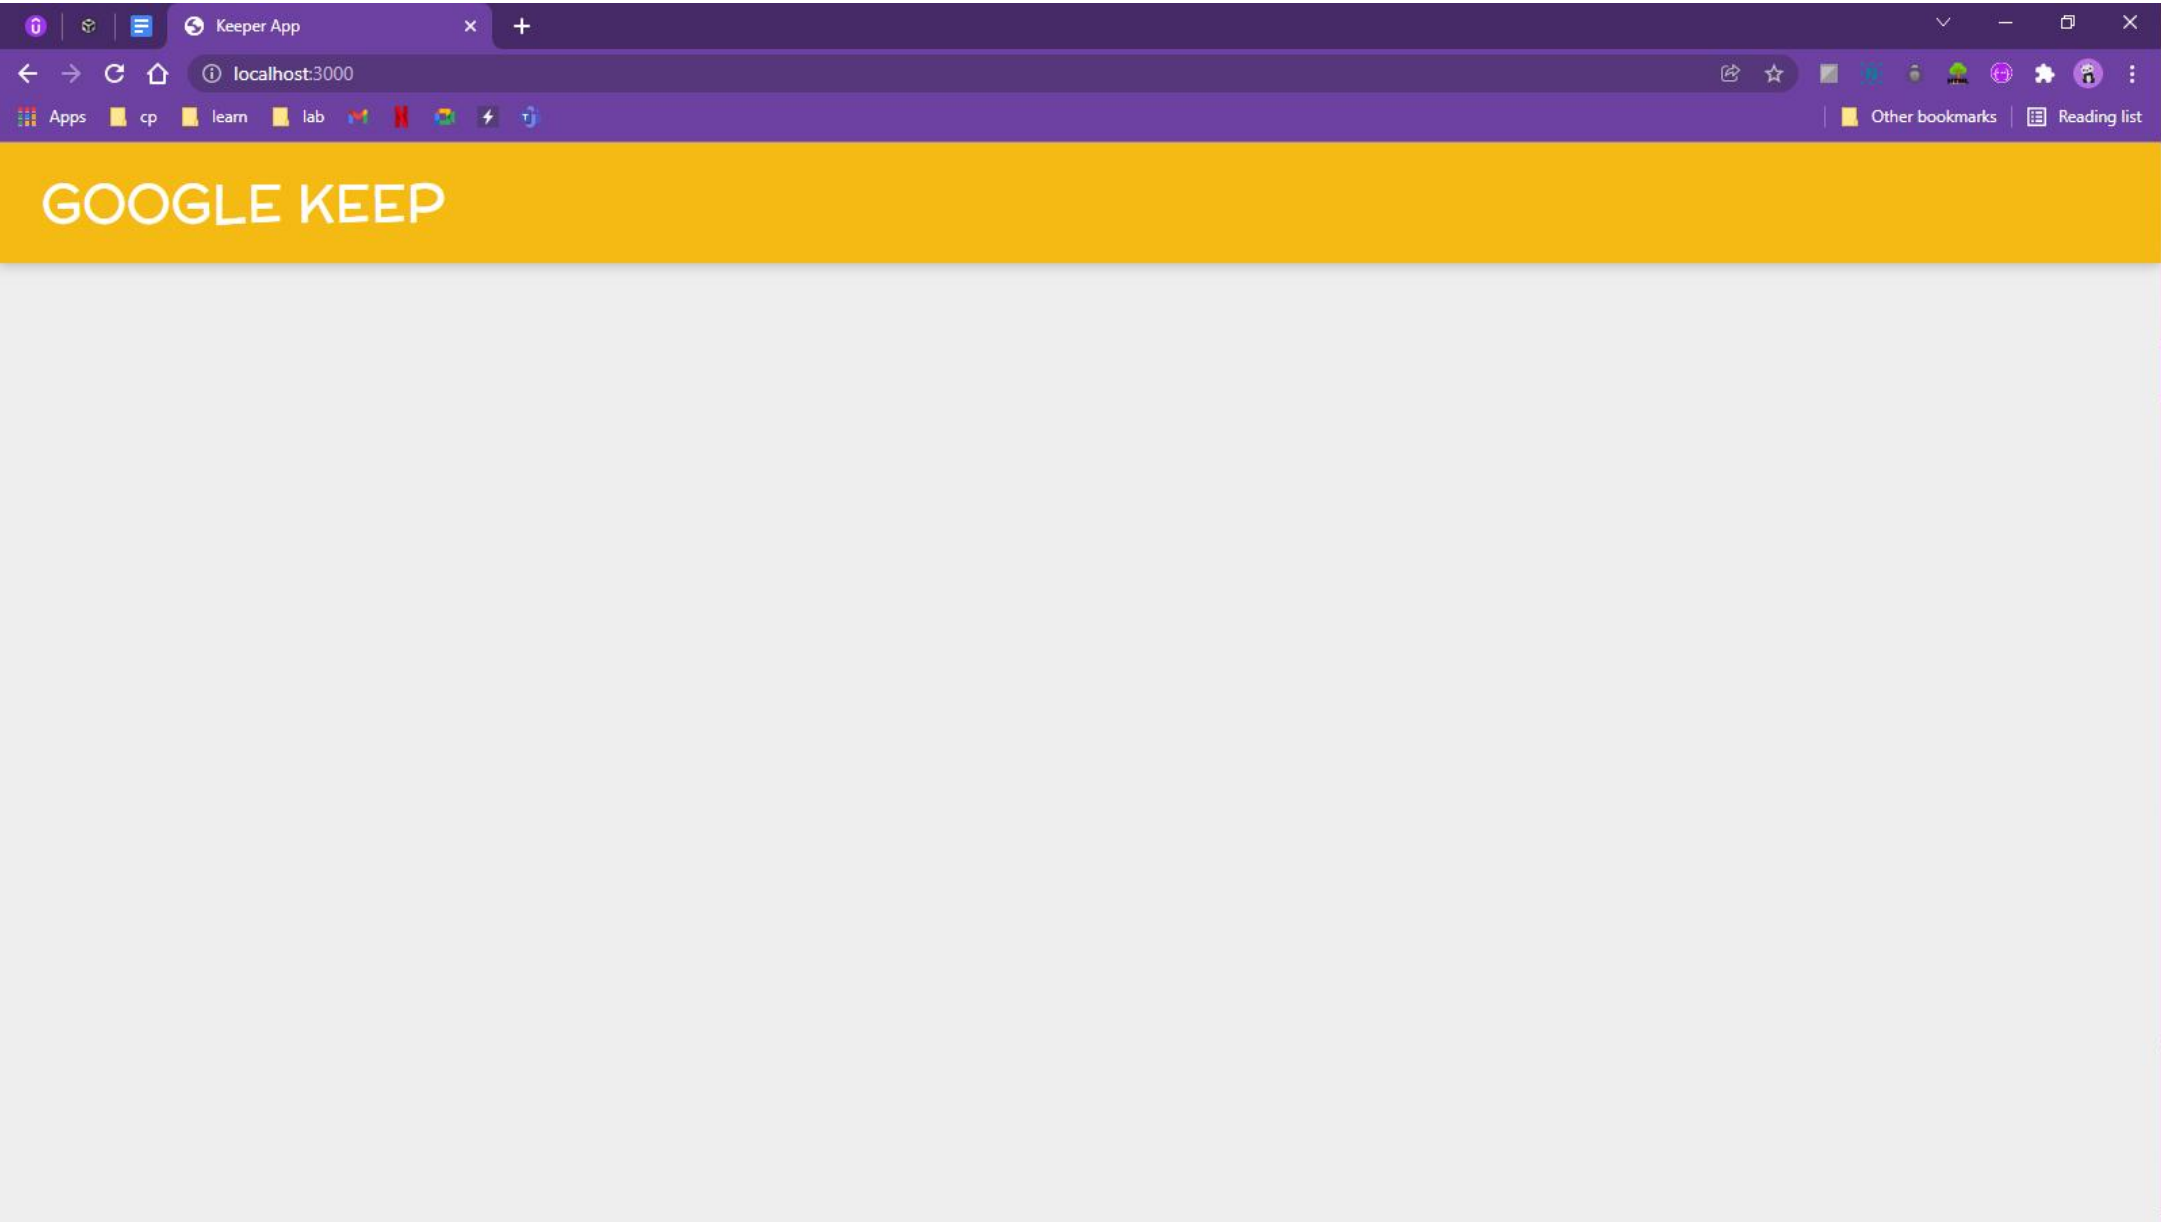 Keeper App
localhost:3000
Apps cp learn lab Other bookmarks Reading list
GOOGLE KEEP